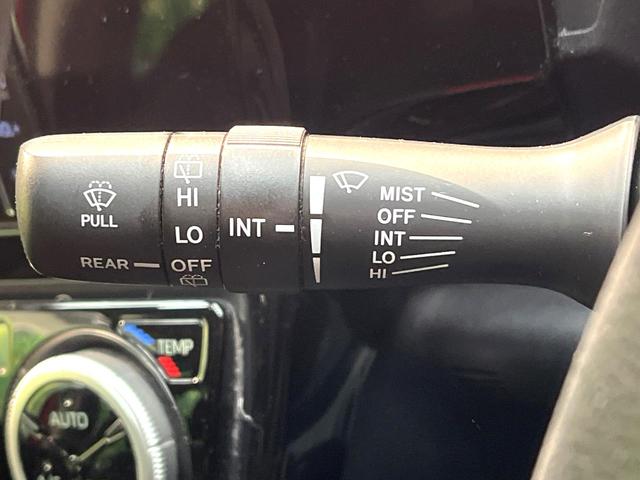 PULL
REAR
HI
LO
OFF
INT
MIST
OFF
INT
LO
HI
TEMP
AUTO